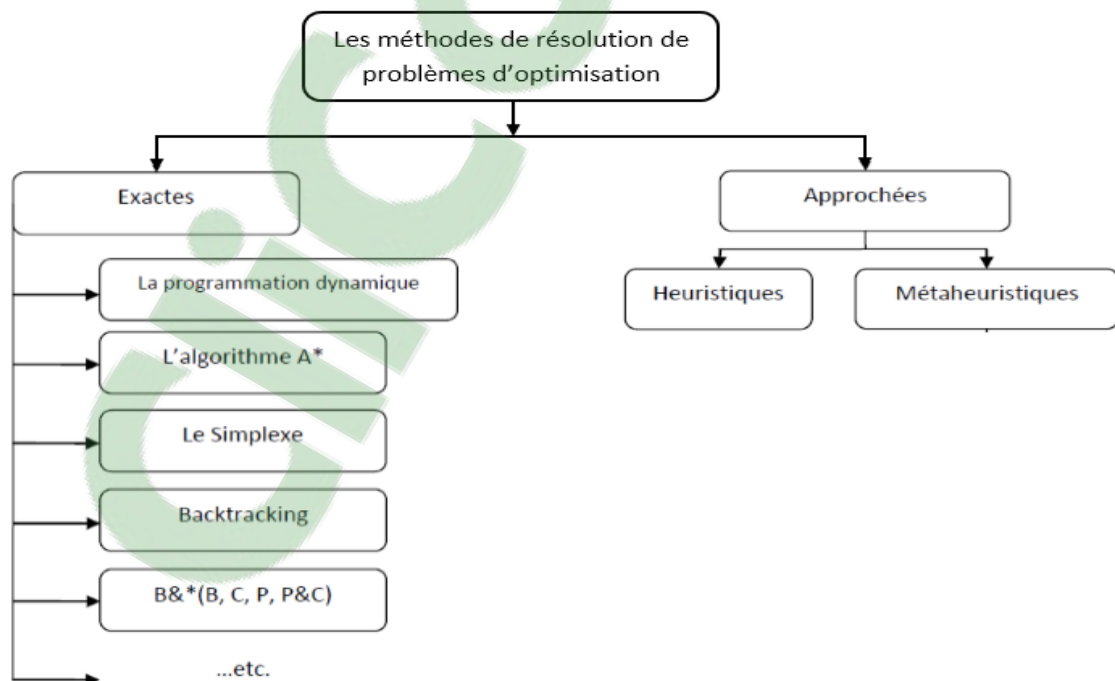 Les méthodes de résolution de
problèmes d'optimisation
Exactes
Approchées
La programmation dynamique
Heuristiques
Métaheuristiques
L'algorithme A*
Le Simplexe
Backtracking
B&*(B, C, P, P&C)
...etc.